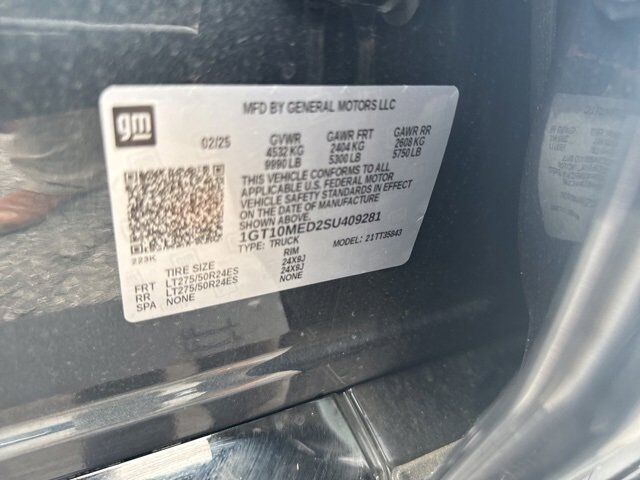 MFD BY GENERAL MOTORS LLC
gm
02/25 GVWR GAWR FRT GAWR RR
4532 KG 2404 KG 2608 KG
9990 LB 5300 LB 5750 LB
THIS VEHICLE CONFORMS TO ALL
APPLICABLE U.S. FEDERAL MOTOR
VEHICLE SAFETY STANDARDS IN EFFECT
ON THE DATE OF MANUFACTURE
SHOWN ABOVE.
1GT10MED2SU409281
TYPE: TRUCK MODEL: 21TT35843
223K
TIRE SIZE RIM
FRT LT275/50R24ES 24X9J
RR LT275/50R24ES 24X9J
SPA NONE NONE